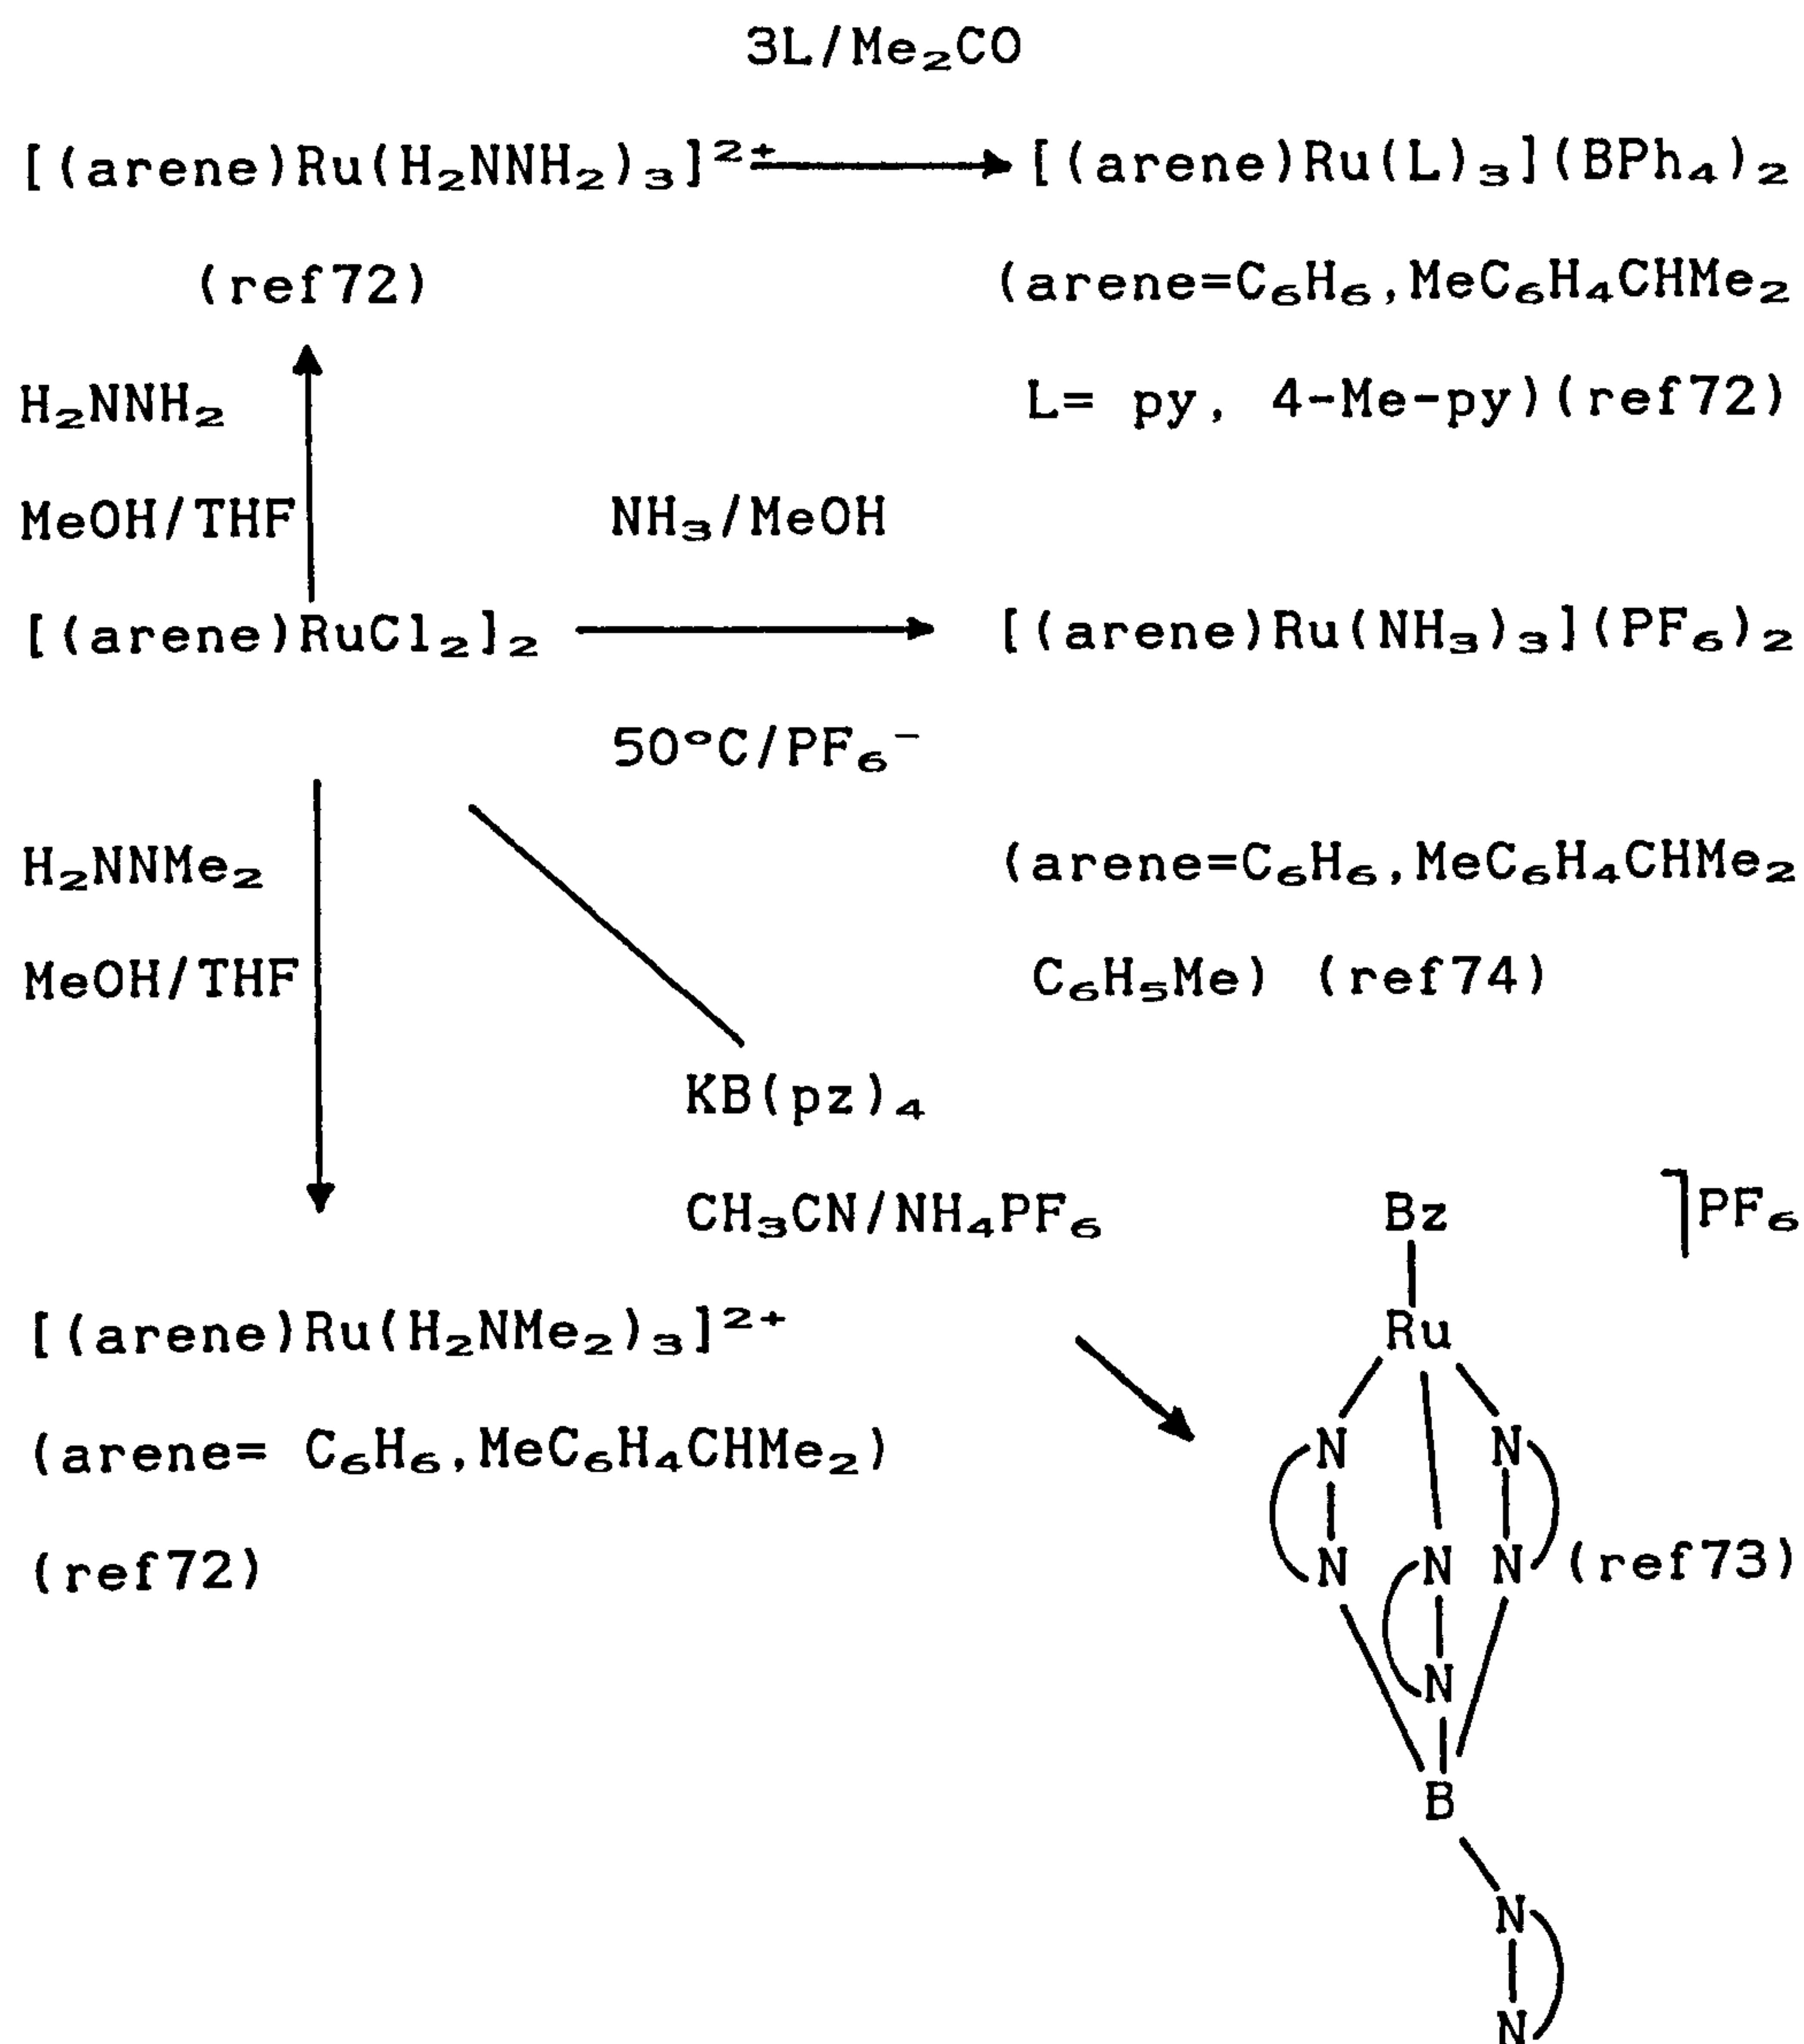 3L/Me₂CO
[(arene)Ru(H₂NNH₂)₃]²⁺ [(arene)Ru(L)₃](BPh₄)₂
(ref72) (arene=C₆H₆,MeC₆H₄CHMe₂
H₂NNH₂ L= py, 4-Me-py)(ref72)
MeOH/THF NH₃/MeOH
[(arene)RuCl₂]₂ [(arene)Ru(NH₃)₃](PF₆)₂
50°C/PF₆⁻
H₂NNMe₂ (arene=C₆H₆,MeC₆H₄CHMe₂
MeOH/THF C₆H₅Me) (ref74)
KB(pz)₄
CH₃CN/NH₄PF₆ Bz ]PF₆
[(arene)Ru(H₂NMe₂)₃]²⁺ Ru
(arene= C₆H₆,MeC₆H₄CHMe₂) N N
(ref72) N N N (ref73)
N
B
N
N